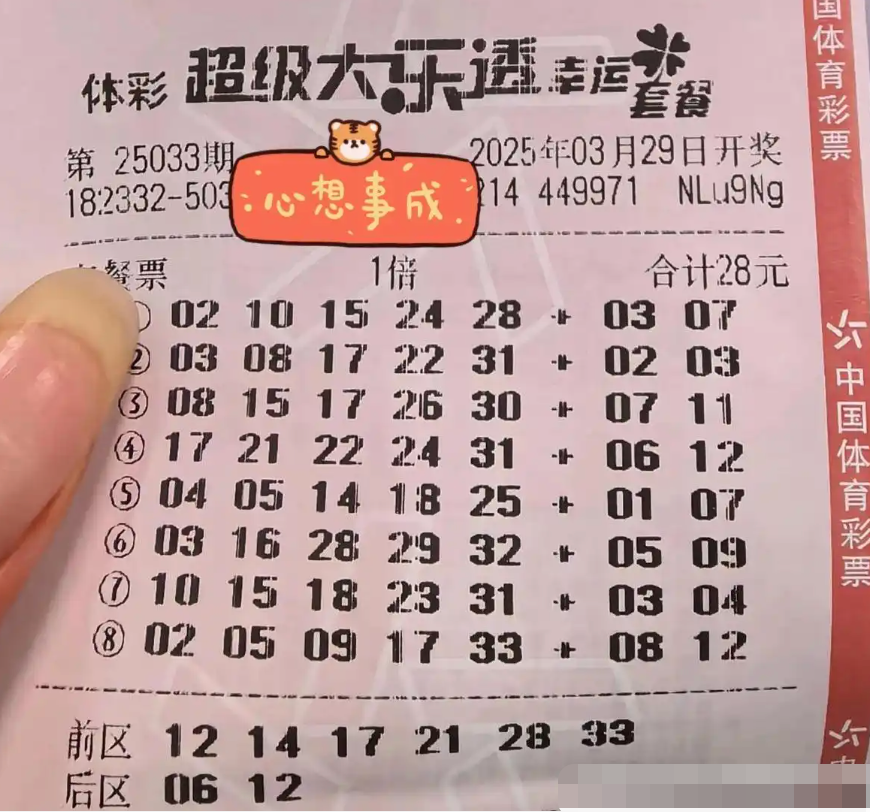 体彩 超级大乐透 幸运套餐
第 25033期 2025年03月29日开奖
182332-503 214 449971 NLu9Ng
心想事成
餐票 1倍 合计28元
① 02 10 15 24 28 + 03 07
② 03 08 17 22 31 + 02 03
③ 08 15 17 26 30 + 07 11
④ 17 21 22 24 31 + 06 12
⑤ 04 05 14 18 25 + 01 07
⑥ 03 16 28 29 32 + 05 09
⑦ 10 15 18 23 31 + 03 04
⑧ 02 05 09 17 33 + 08 12
前区 12 14 17 21 28 33
后区 06 12
国体育彩票
中国体育彩票